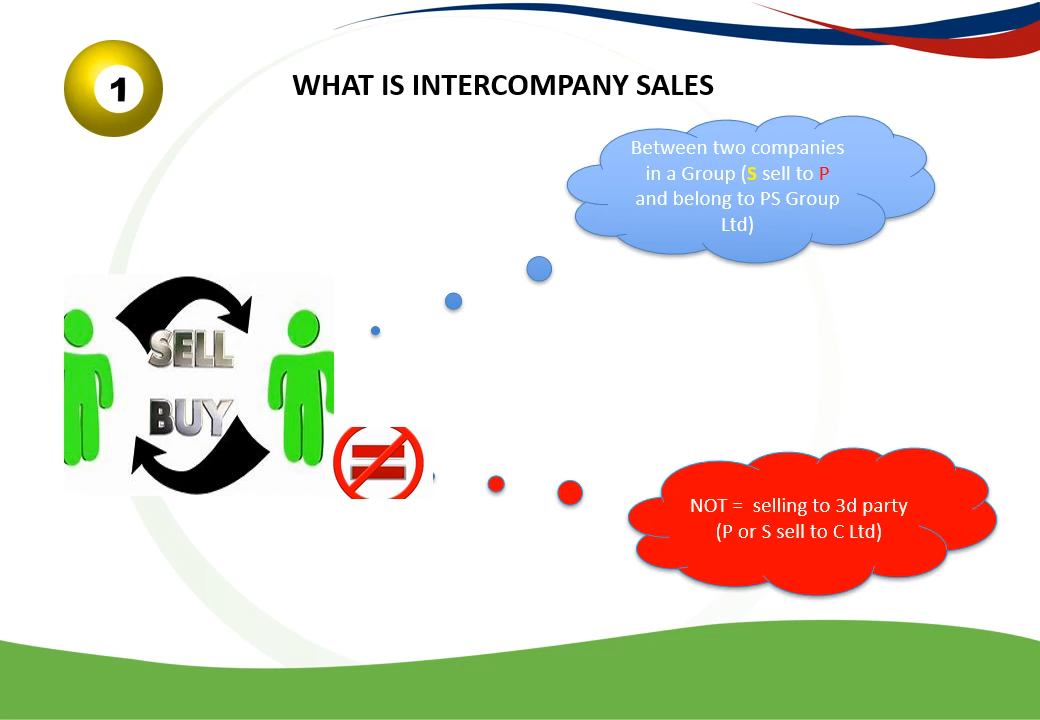 1
WHAT IS INTERCOMPANY SALES
Between two companies
in a Group (S sell to P
and belong to PS Group
Ltd)
SELL
BUY
NOT =  selling to 3d party
(P or S sell to C Ltd)